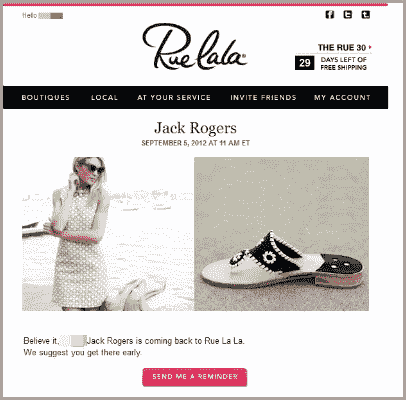 Hello
Rue La La
THE RUE 30
29 DAYS LEFT OF
FREE SHIPPING
BOUTIQUES LOCAL AT YOUR SERVICE INVITE FRIENDS MY ACCOUNT
Jack Rogers
SEPTEMBER 5, 2012 AT 11 AM ET
Believe it, Jack Rogers is coming back to Rue La La.
We suggest you get there early.
SEND ME A REMINDER